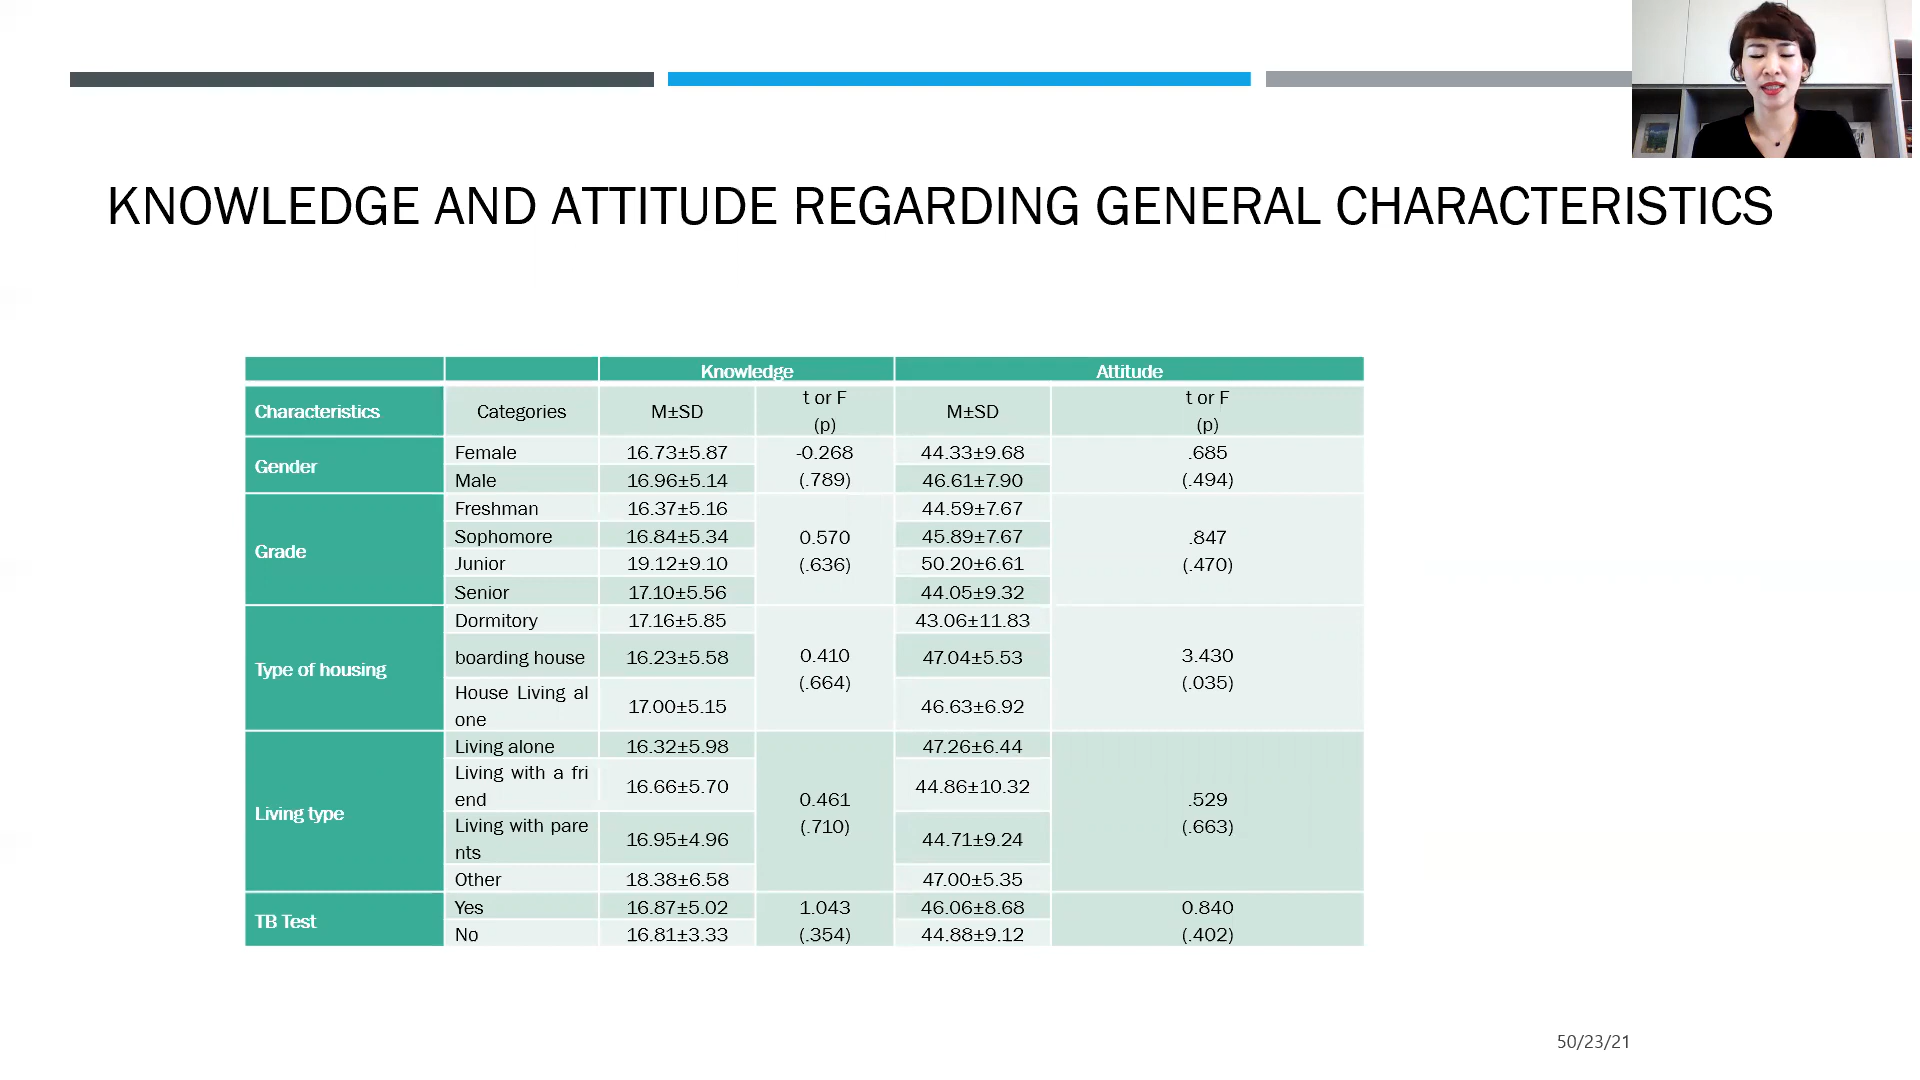 KNOWLEDGE AND ATTITUDE REGARDING GENERAL CHARACTERISTICS
Knowledge Attitude
Characteristics Categories M±SD t or F (p) M±SD t or F (p)
Gender Female 16.73±5.87 -0.268 (.789) 44.33±9.68 .685 (.494)
Male 16.96±5.14 46.61±7.90
Grade Freshman 16.37±5.16 0.570 (.636) 44.59±7.67 .847 (.470)
Sophomore 16.84±5.34 45.89±7.67
Junior 19.12±9.10 50.20±6.61
Senior 17.10±5.56 44.05±9.32
Type of housing Dormitory 17.16±5.85 0.410 (.664) 43.06±11.83 3.430 (.035)
boarding house 16.23±5.58 47.04±5.53
House Living al
one 17.00±5.15 46.63±6.92
Living type Living alone 16.32±5.98 0.461 (.710) 47.26±6.44 .529 (.663)
Living with a fri
end 16.66±5.70 44.86±10.32
Living with pare
nts 16.95±4.96 44.71±9.24
Other 18.38±6.58 47.00±5.35
TB Test Yes 16.87±5.02 1.043 (.354) 46.06±8.68 0.840 (.402)
No 16.81±3.33 44.88±9.12
50/23/21